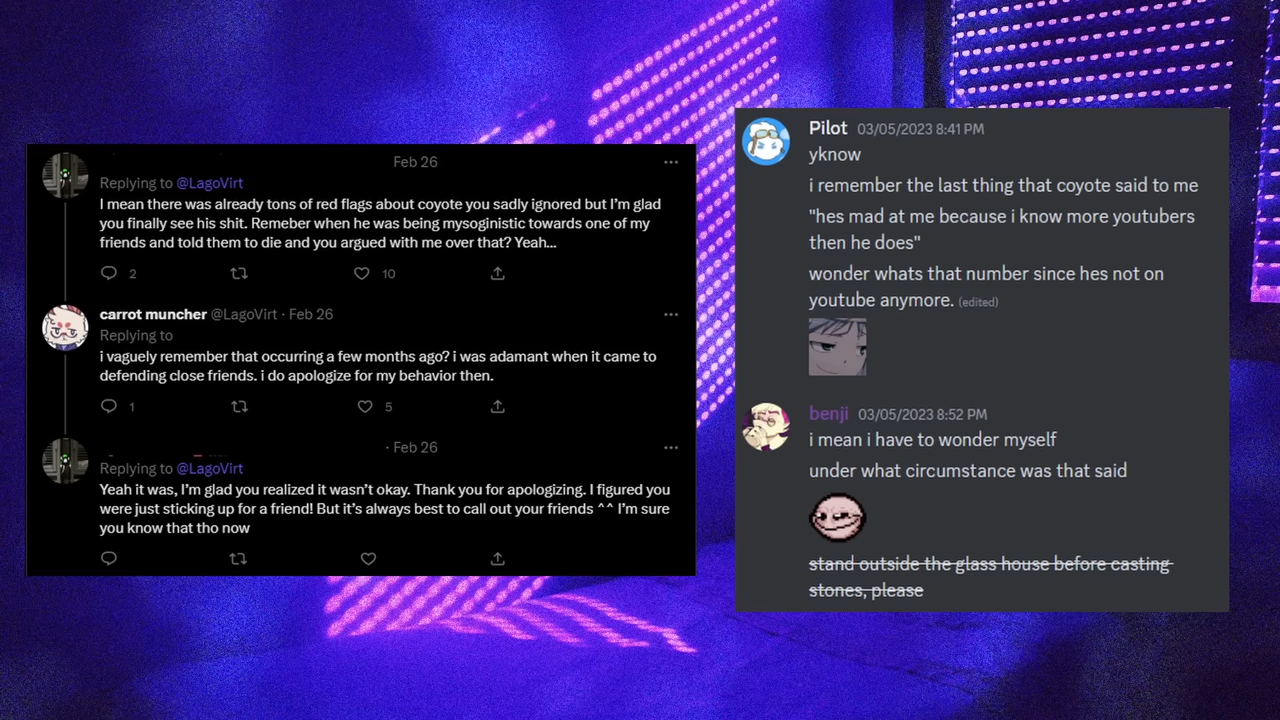 Feb 26
Replying to @LagoVirt
I mean there was already tons of red flags about coyote you sadly ignored but I'm glad
you finally see his shit. Remeber when he was being mysoginistic towards one of my
friends and told them to die and you argued with me over that? Yeah...
2
10
carrot muncher @LagoVirt · Feb 26
Replying to
i vaguely remember that occurring a few months ago? i was adamant when it came to
defending close friends. i do apologize for my behavior then.
1
5
· Feb 26
Replying to @LagoVirt
Yeah it was, I'm glad you realized it wasn't okay. Thank you for apologizing. I figured you
were just sticking up for a friend! But it's always best to call out your friends ^^ I'm sure
you know that tho now
Pilot 03/05/2023 8:41 PM
yknow
i remember the last thing that coyote said to me
"hes mad at me because i know more youtubers
then he does"
wonder whats that number since hes not on
youtube anymore. (edited)
benji 03/05/2023 8:52 PM
i mean i have to wonder myself
under what circumstance was that said
stand outside the glass house before casting
stones, please